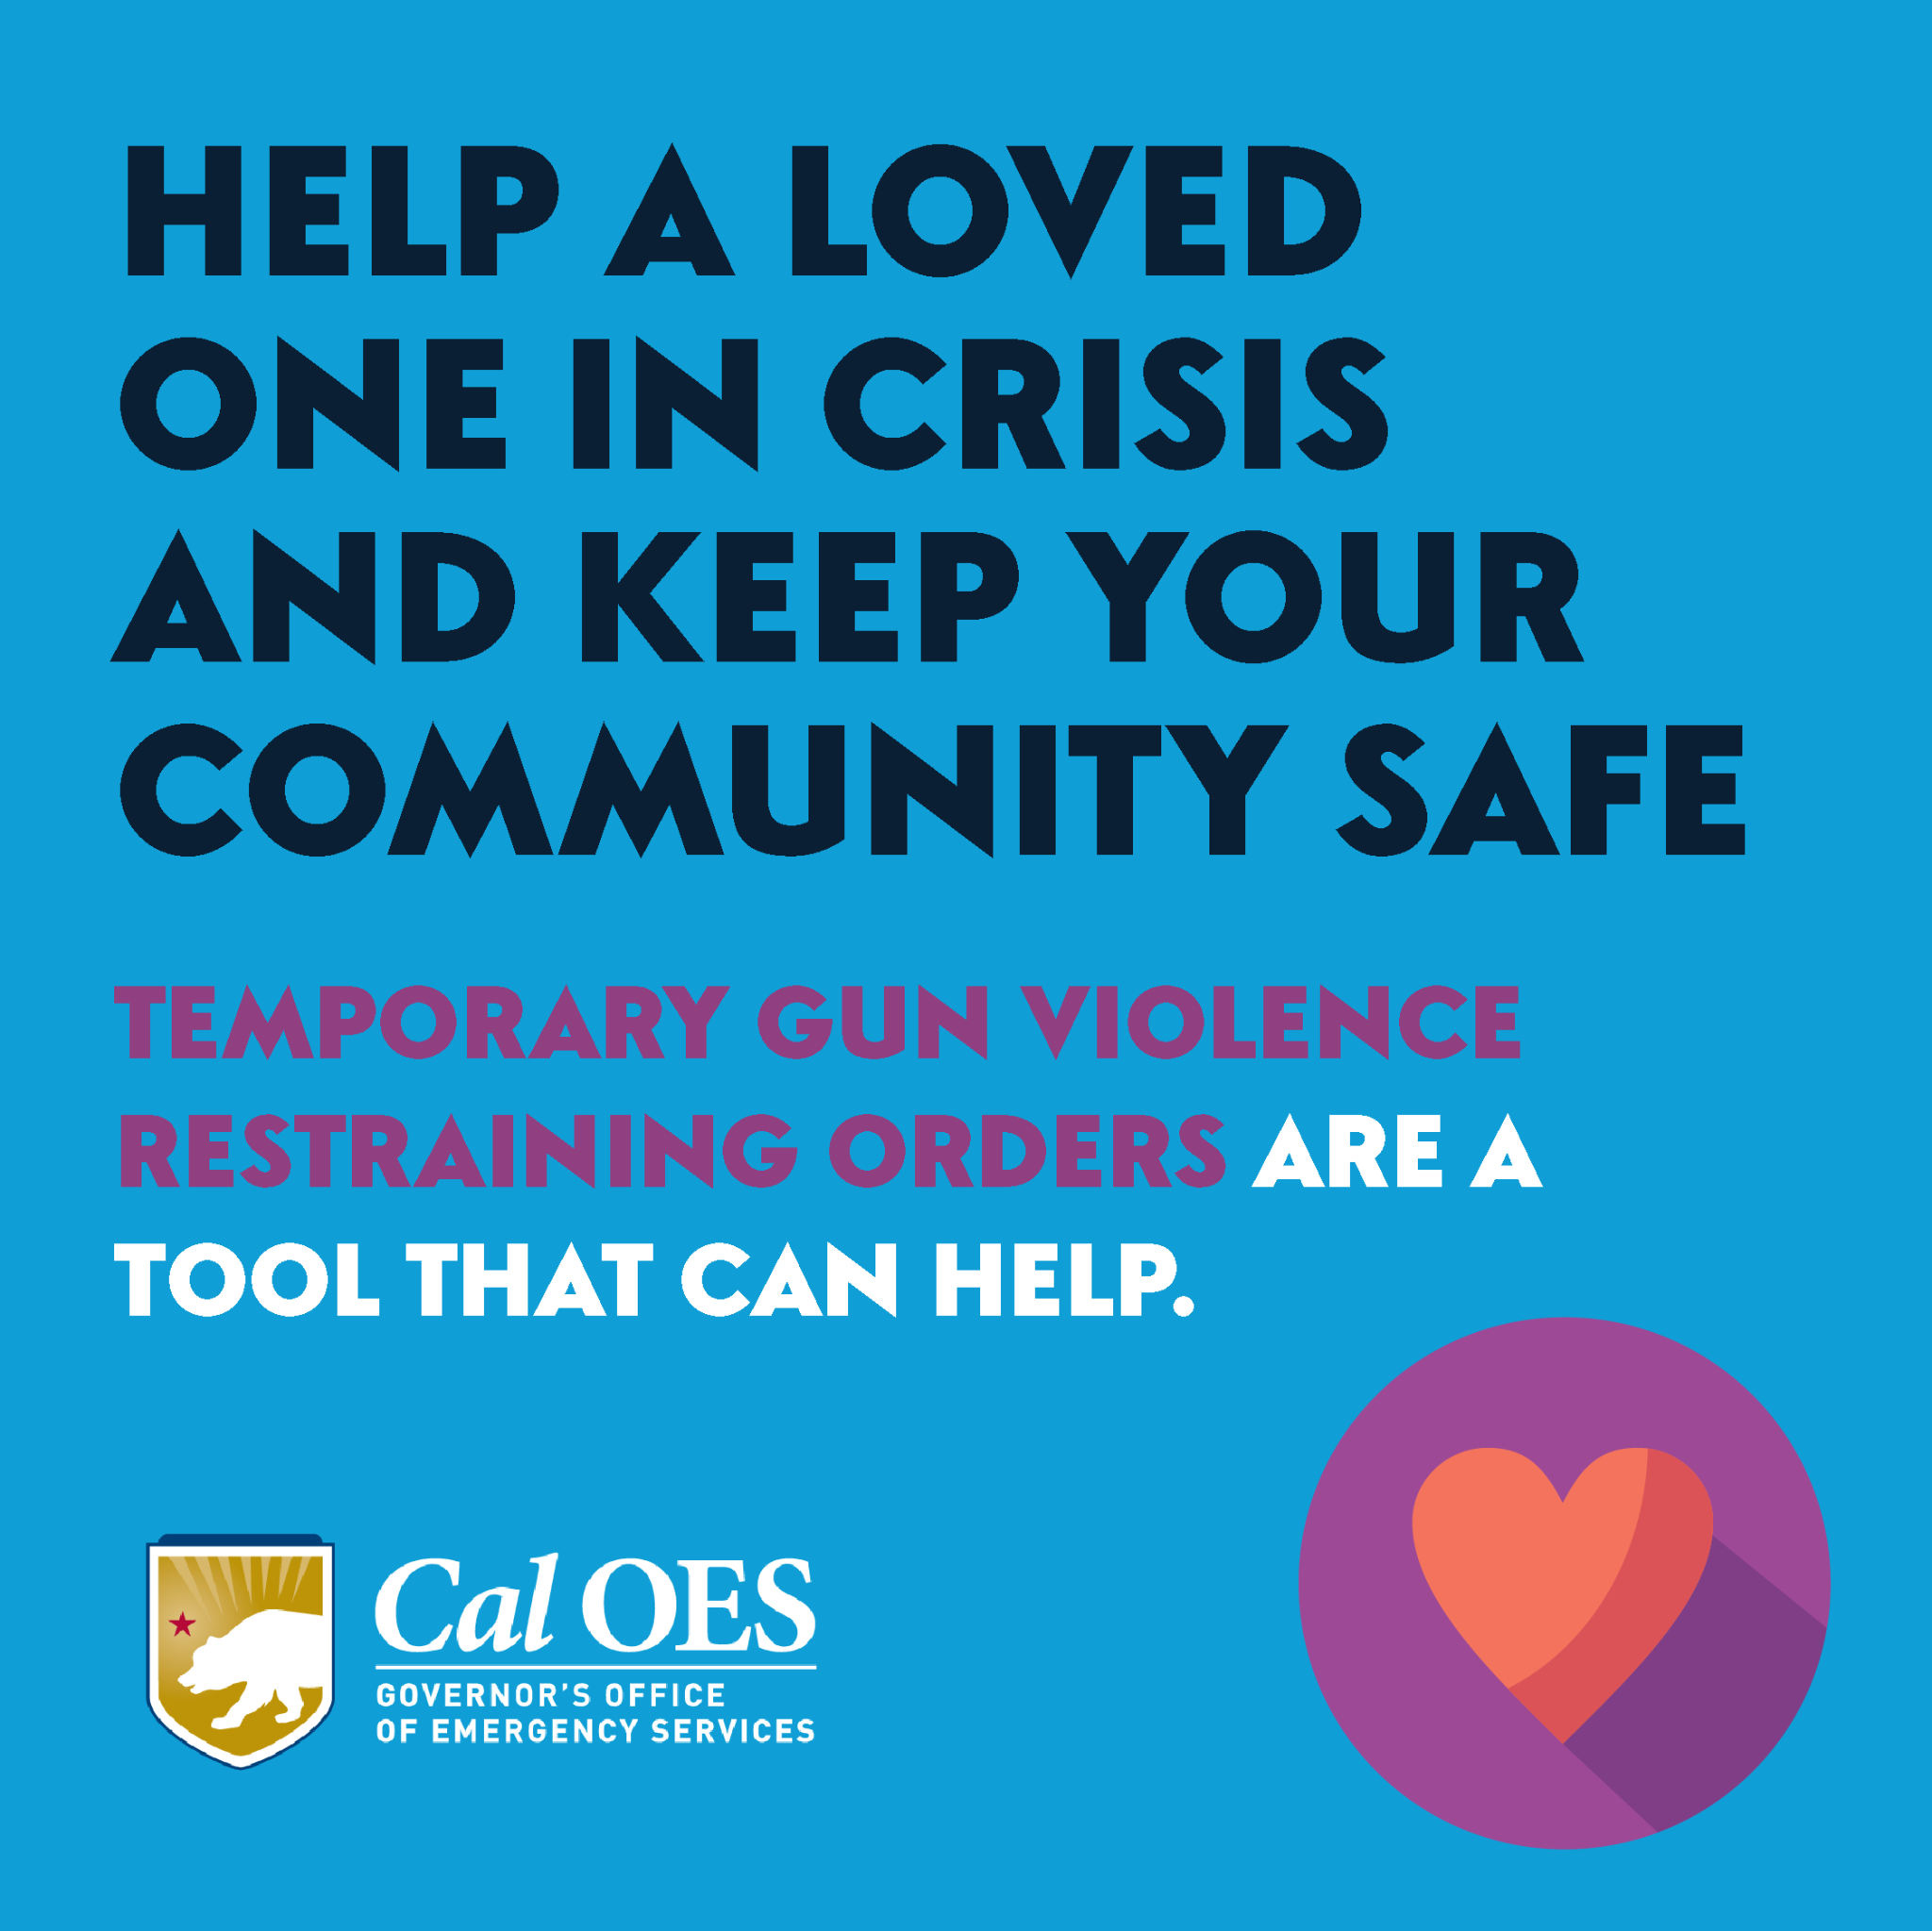 HELP A LOVED
ONE IN CRISIS
AND KEEP YOUR
COMMUNITY SAFE
TEMPORARY GUN VIOLENCE
RESTRAINING ORDERS ARE A
TOOL THAT CAN HELP.
Cal OES
GOVERNOR'S OFFICE
OF EMERGENCY SERVICES